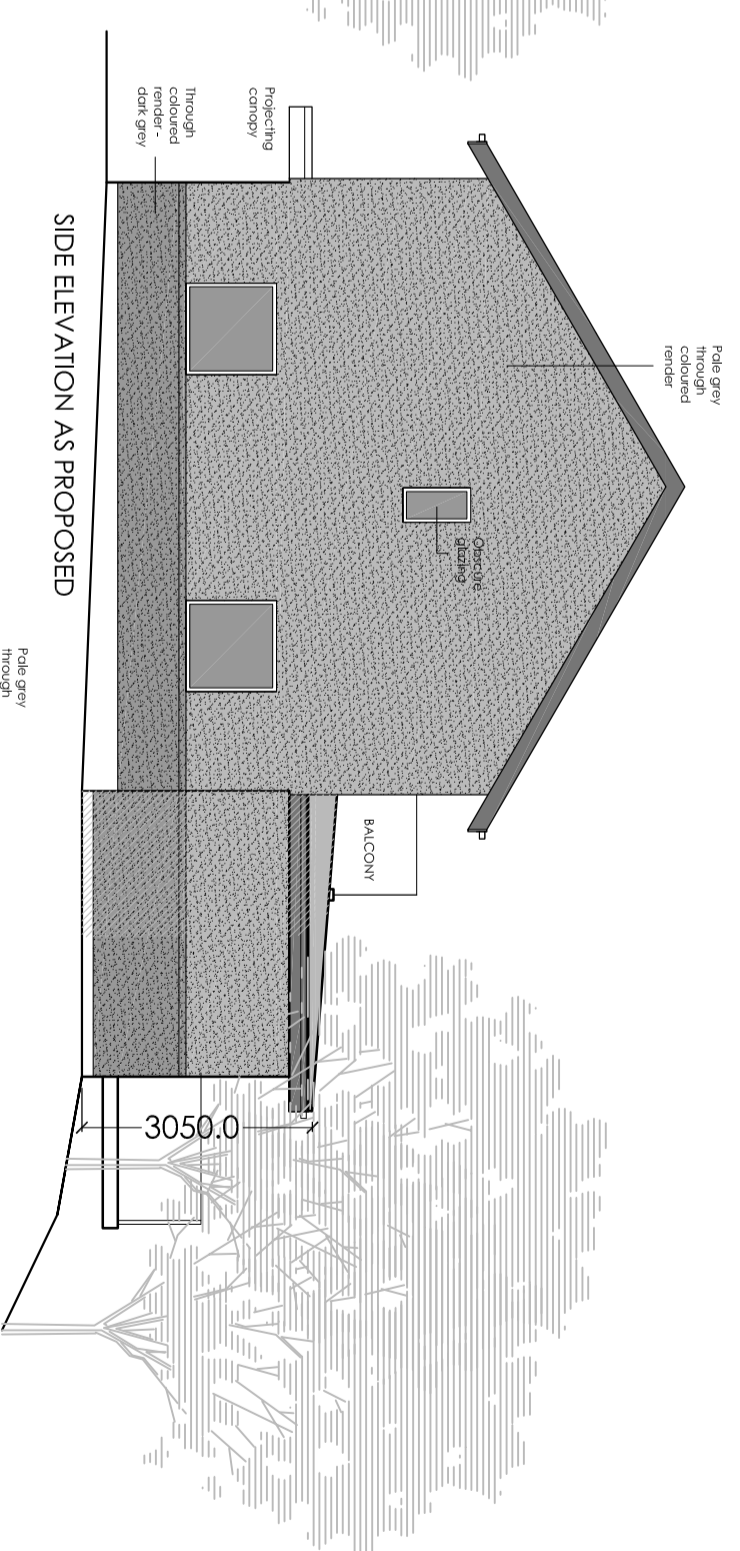 Pale grey
through
coloured
render
Projecting
canopy
Through
coloured
render -
dark grey
Obscure
glazing
BALCONY
3050.0
SIDE ELEVATION AS PROPOSED
Pale grey
through